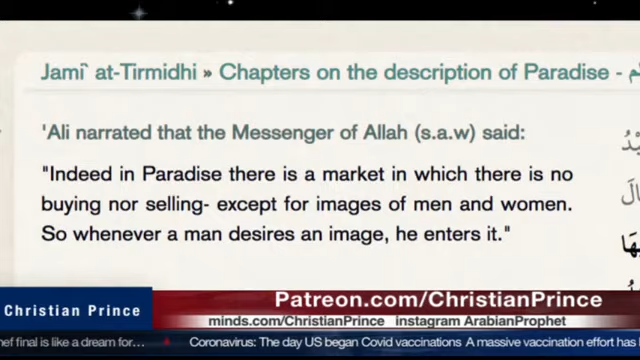 Jami` at-Tirmidhi » Chapters on the description of Paradise -
'Ali narrated that the Messenger of Allah (s.a.w) said:
"Indeed in Paradise there is a market in which there is no
buying nor selling- except for images of men and women.
So whenever a man desires an image, he enters it."
Christian Prince
Patreon.com/ChristianPrince
minds.com/ChristianPrince instagram ArabianProphet
final is like a dream for… Coronavirus: The day US began Covid vaccinations A massive vaccination effort has